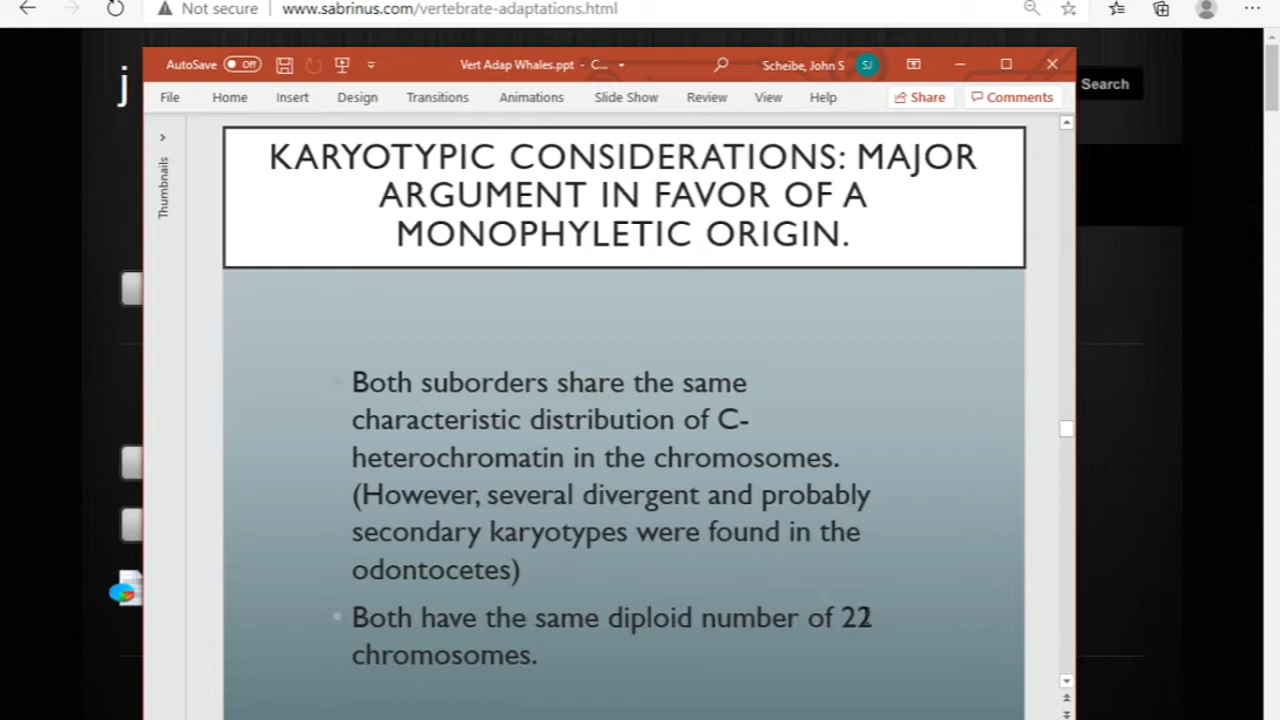 Not secure www.sabrinus.com/vertebrate-adaptations.html
j
Search
AutoSave Off Vert Adap Whales.ppt - C... Scheibe, John S SJ
File Home Insert Design Transitions Animations Slide Show Review View Help Share Comments
Thumbnails
KARYOTYPIC CONSIDERATIONS: MAJOR
ARGUMENT IN FAVOR OF A
MONOPHYLETIC ORIGIN.
Both suborders share the same
characteristic distribution of C-
heterochromatin in the chromosomes.
(However, several divergent and probably
secondary karyotypes were found in the
odontocetes)
• Both have the same diploid number of 22
chromosomes.